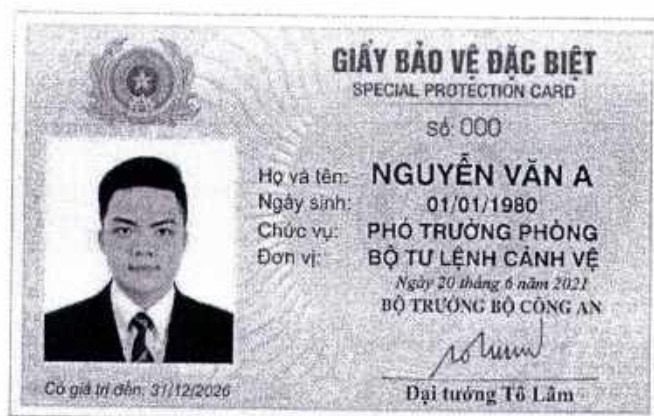 GIẤY BẢO VỆ ĐẶC BIỆT
SPECIAL PROTECTION CARD
Số: 000
Họ và tên: NGUYỄN VĂN A
Ngày sinh: 01/01/1980
Chức vụ: PHÓ TRƯỞNG PHÒNG
Đơn vị: BỘ TƯ LỆNH CẢNH VỆ
Ngày 20 tháng 6 năm 2021
BỘ TRƯỞNG BỘ CÔNG AN
Đại tướng Tô Lâm
Có giá trị đến: 31/12/2026